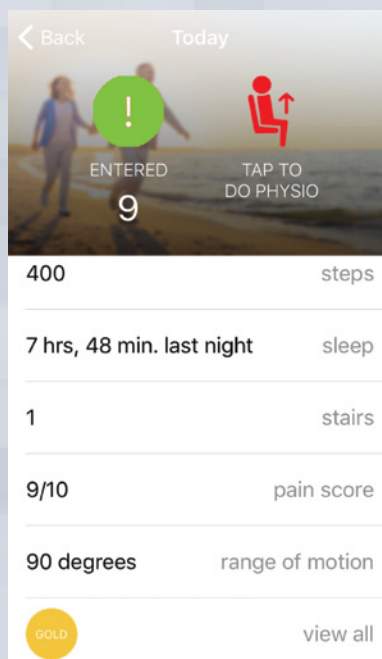 Back Today
!
ENTERED
9
TAP TO
DO PHYSIO
400 steps
7 hrs, 48 min. last night sleep
1 stairs
9/10 pain score
90 degrees range of motion
GOLD view all